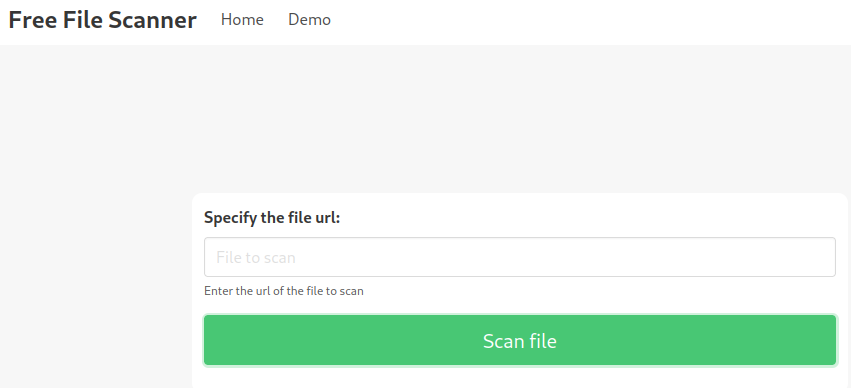 Free File Scanner Home Demo
Specify the file url:
File to scan
Enter the url of the file to scan
Scan file